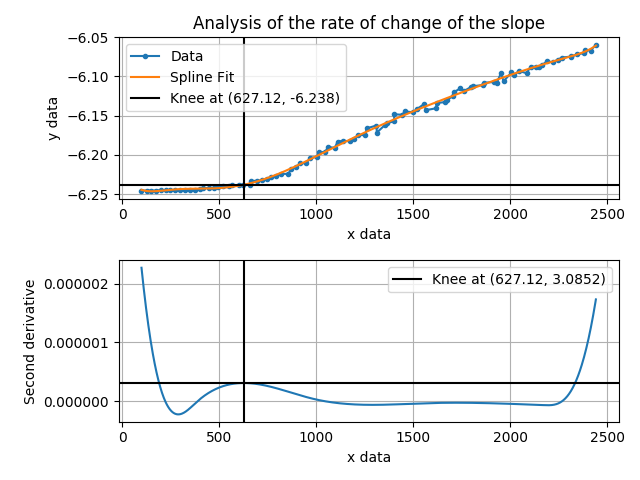 Analysis of the rate of change of the slope
−6.05
−6.10
−6.15
−6.20
−6.25
y data
Data
Spline Fit
Knee at (627.12, -6.238)
0 500 1000 1500 2000 2500
x data
0.000002
0.000001
0.000000
Second derivative
Knee at (627.12, 3.0852)
0 500 1000 1500 2000 2500
x data